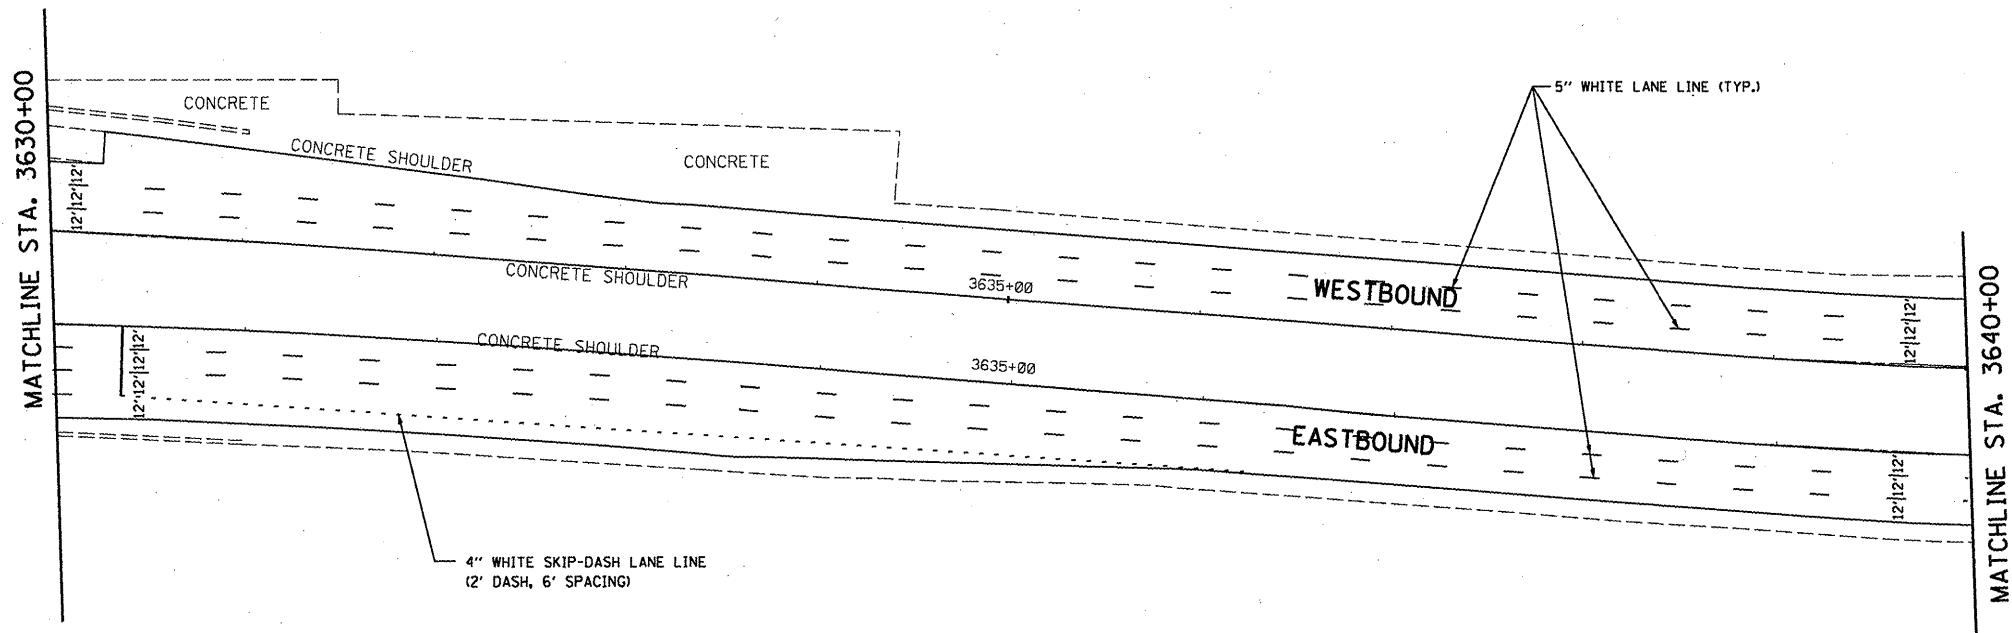 MATCHLINE STA. 3630+00
CONCRETE
CONCRETE SHOULDER
CONCRETE
5" WHITE LANE LINE (TYP.)
12'|12'|12'
CONCRETE SHOULDER
3635+00
WESTBOUND
12'|12'|12'
CONCRETE SHOULDER
3635+00
12'|12'|12'|12'
EASTBOUND
12'|12'|12'
4" WHITE SKIP-DASH LANE LINE
(2' DASH, 6' SPACING)
MATCHLINE STA. 3640+00